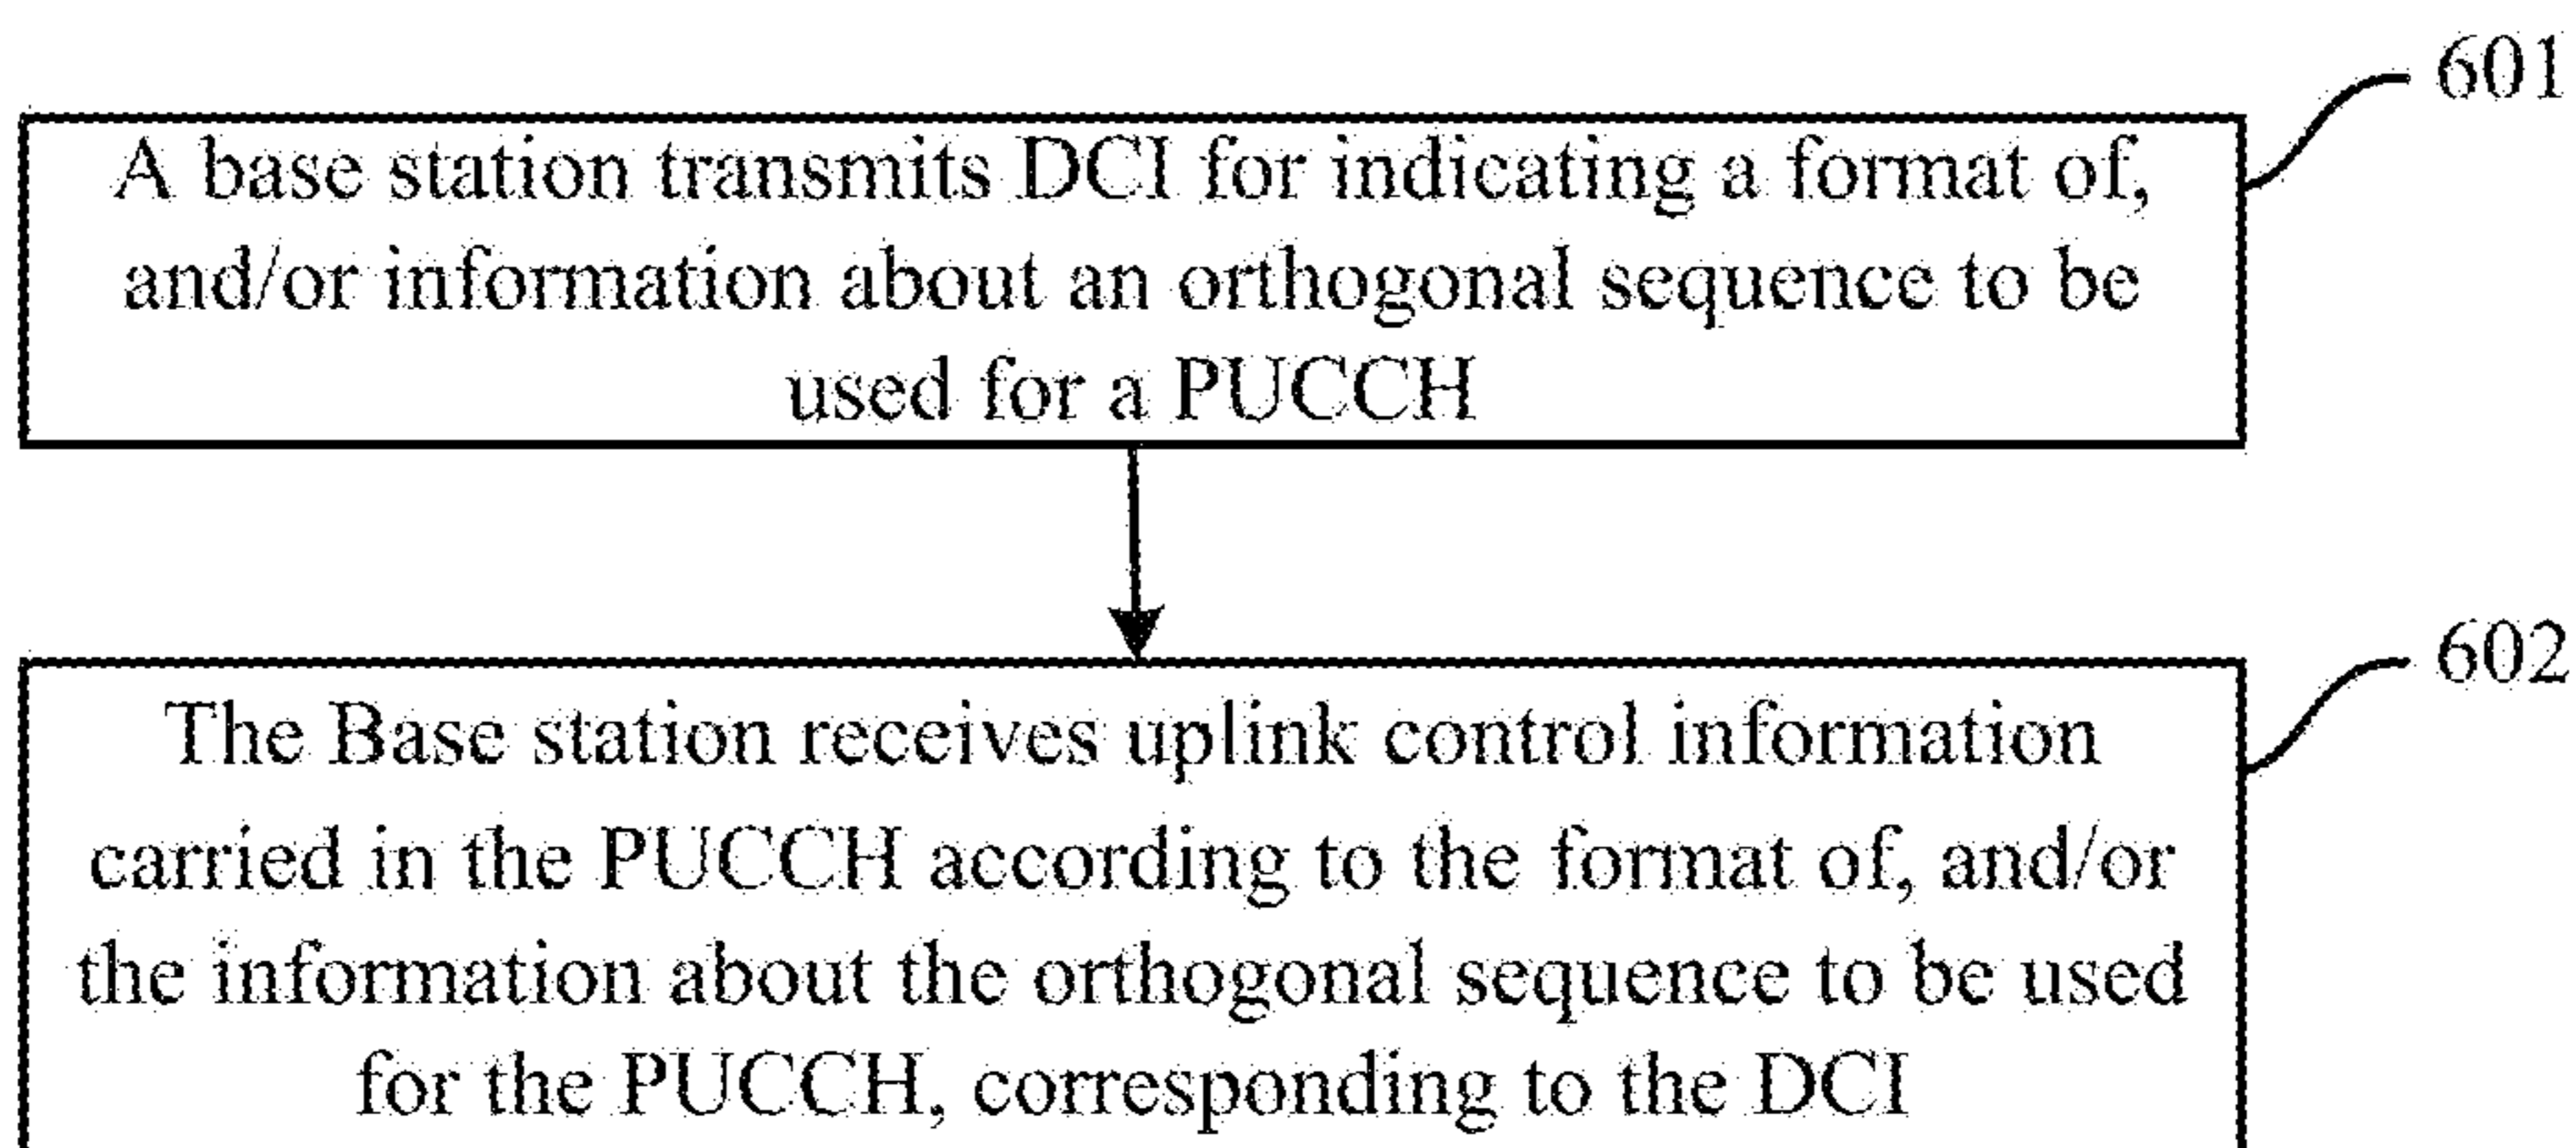 601
A base station transmits DCI for indicating a format of,
and/or information about an orthogonal sequence to be
used for a PUCCH
602
The Base station receives uplink control information
carried in the PUCCH according to the format of, and/or
the information about the orthogonal sequence to be used
for the PUCCH, corresponding to the DCI